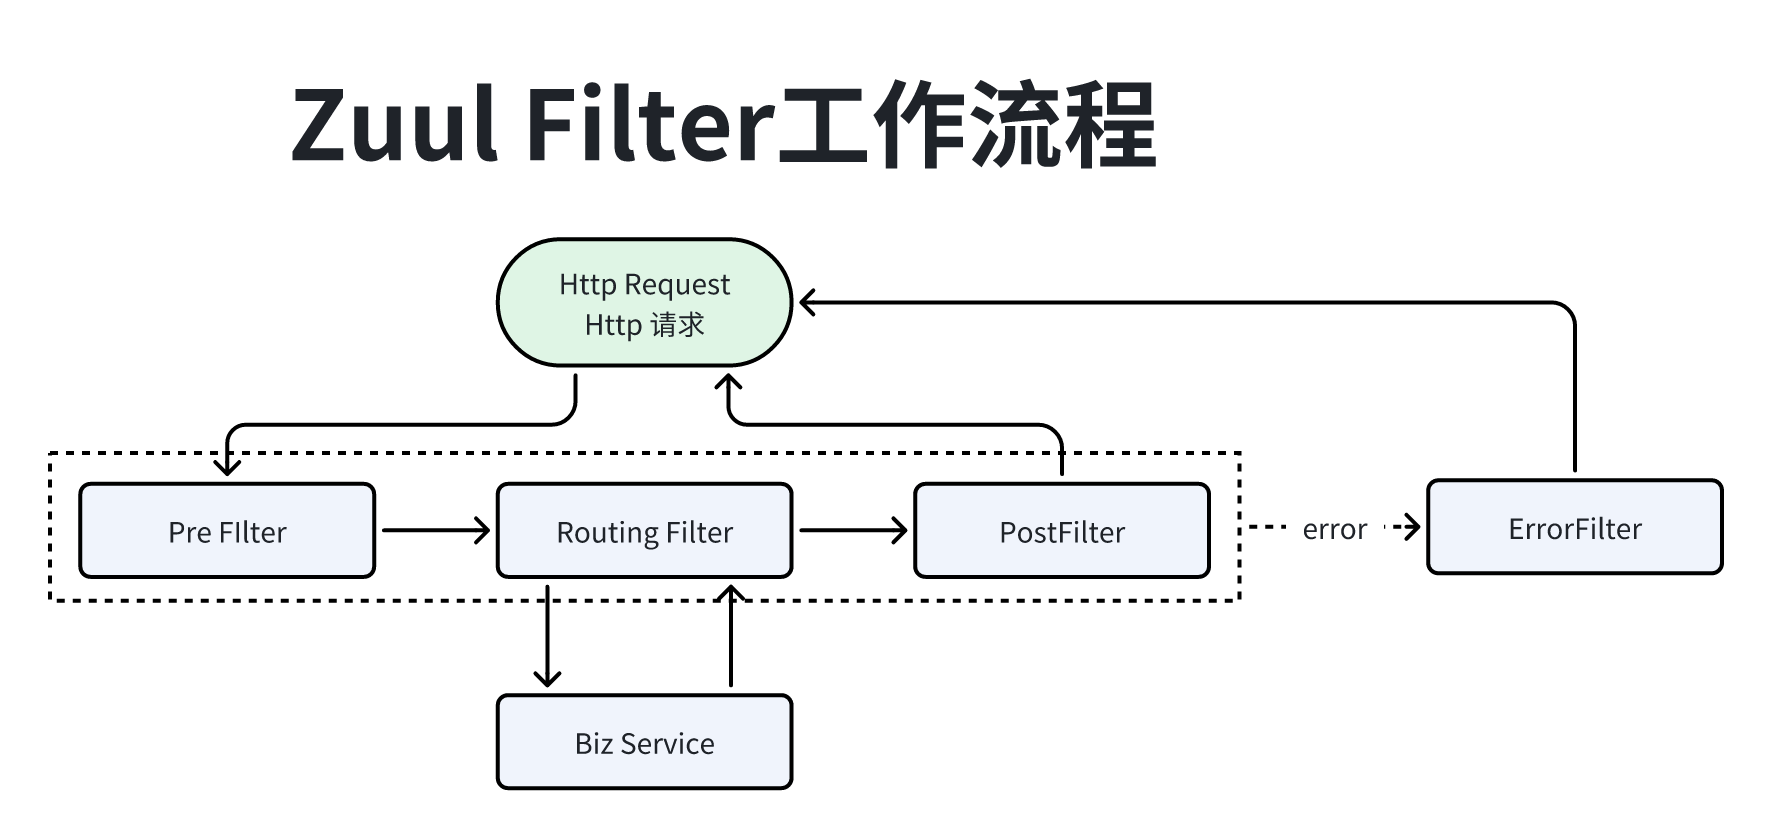 Zuul Filter工作流程
Http Request
Http 请求
Pre FIlter
Routing Filter
PostFilter
error
ErrorFilter
Biz Service